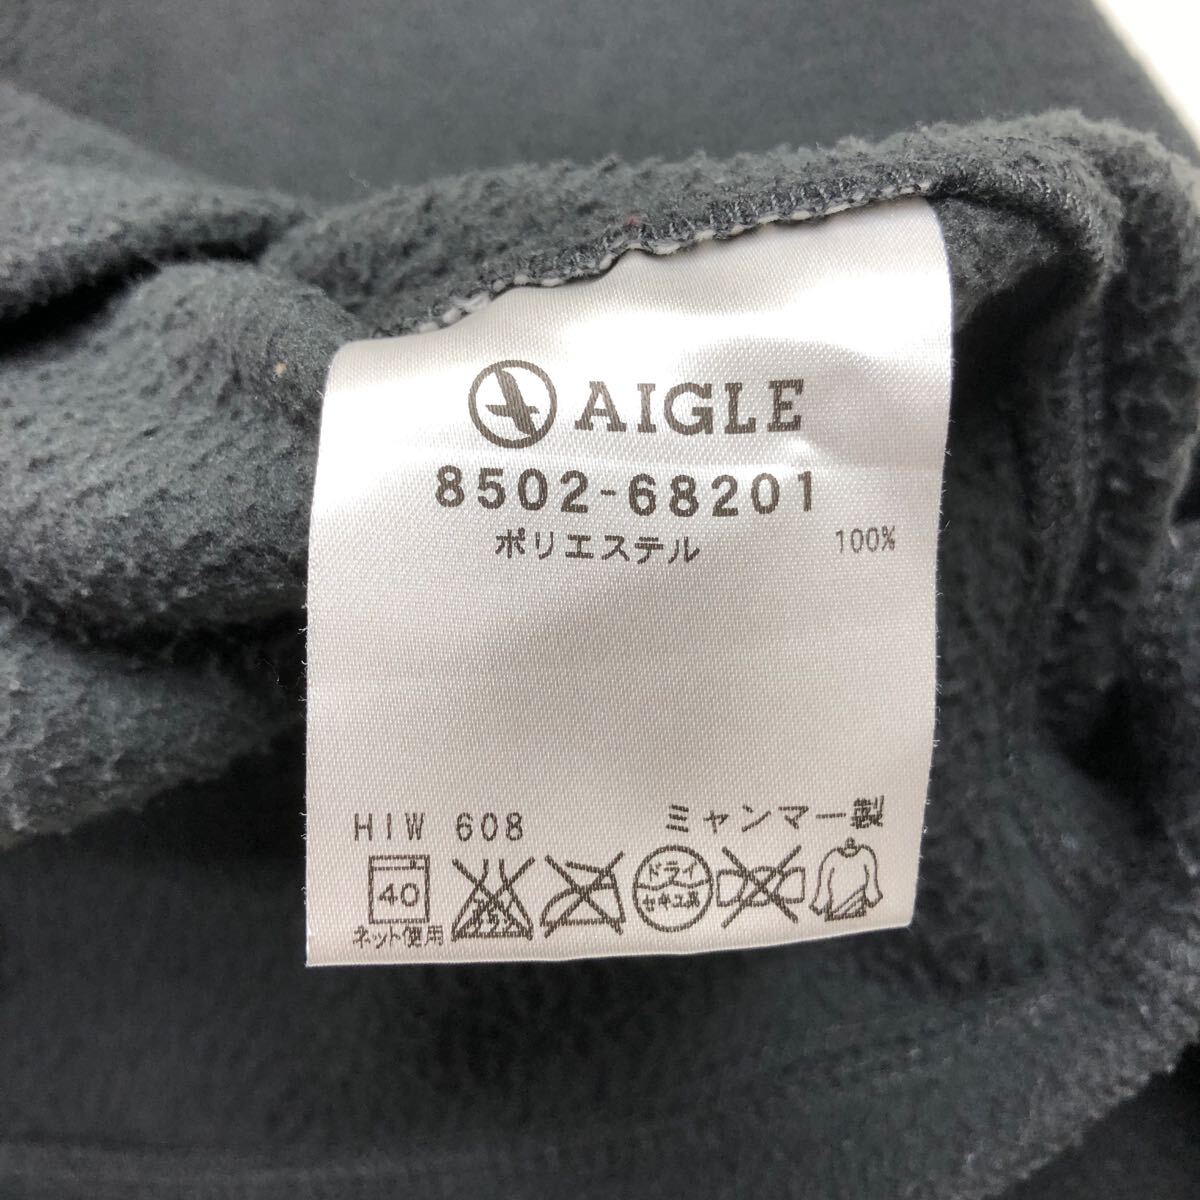 AIGLE
8502-68201
ポリエステル 100%
HIW 608 ミャンマー製
40 ドライ
セキユ系
ネット使用